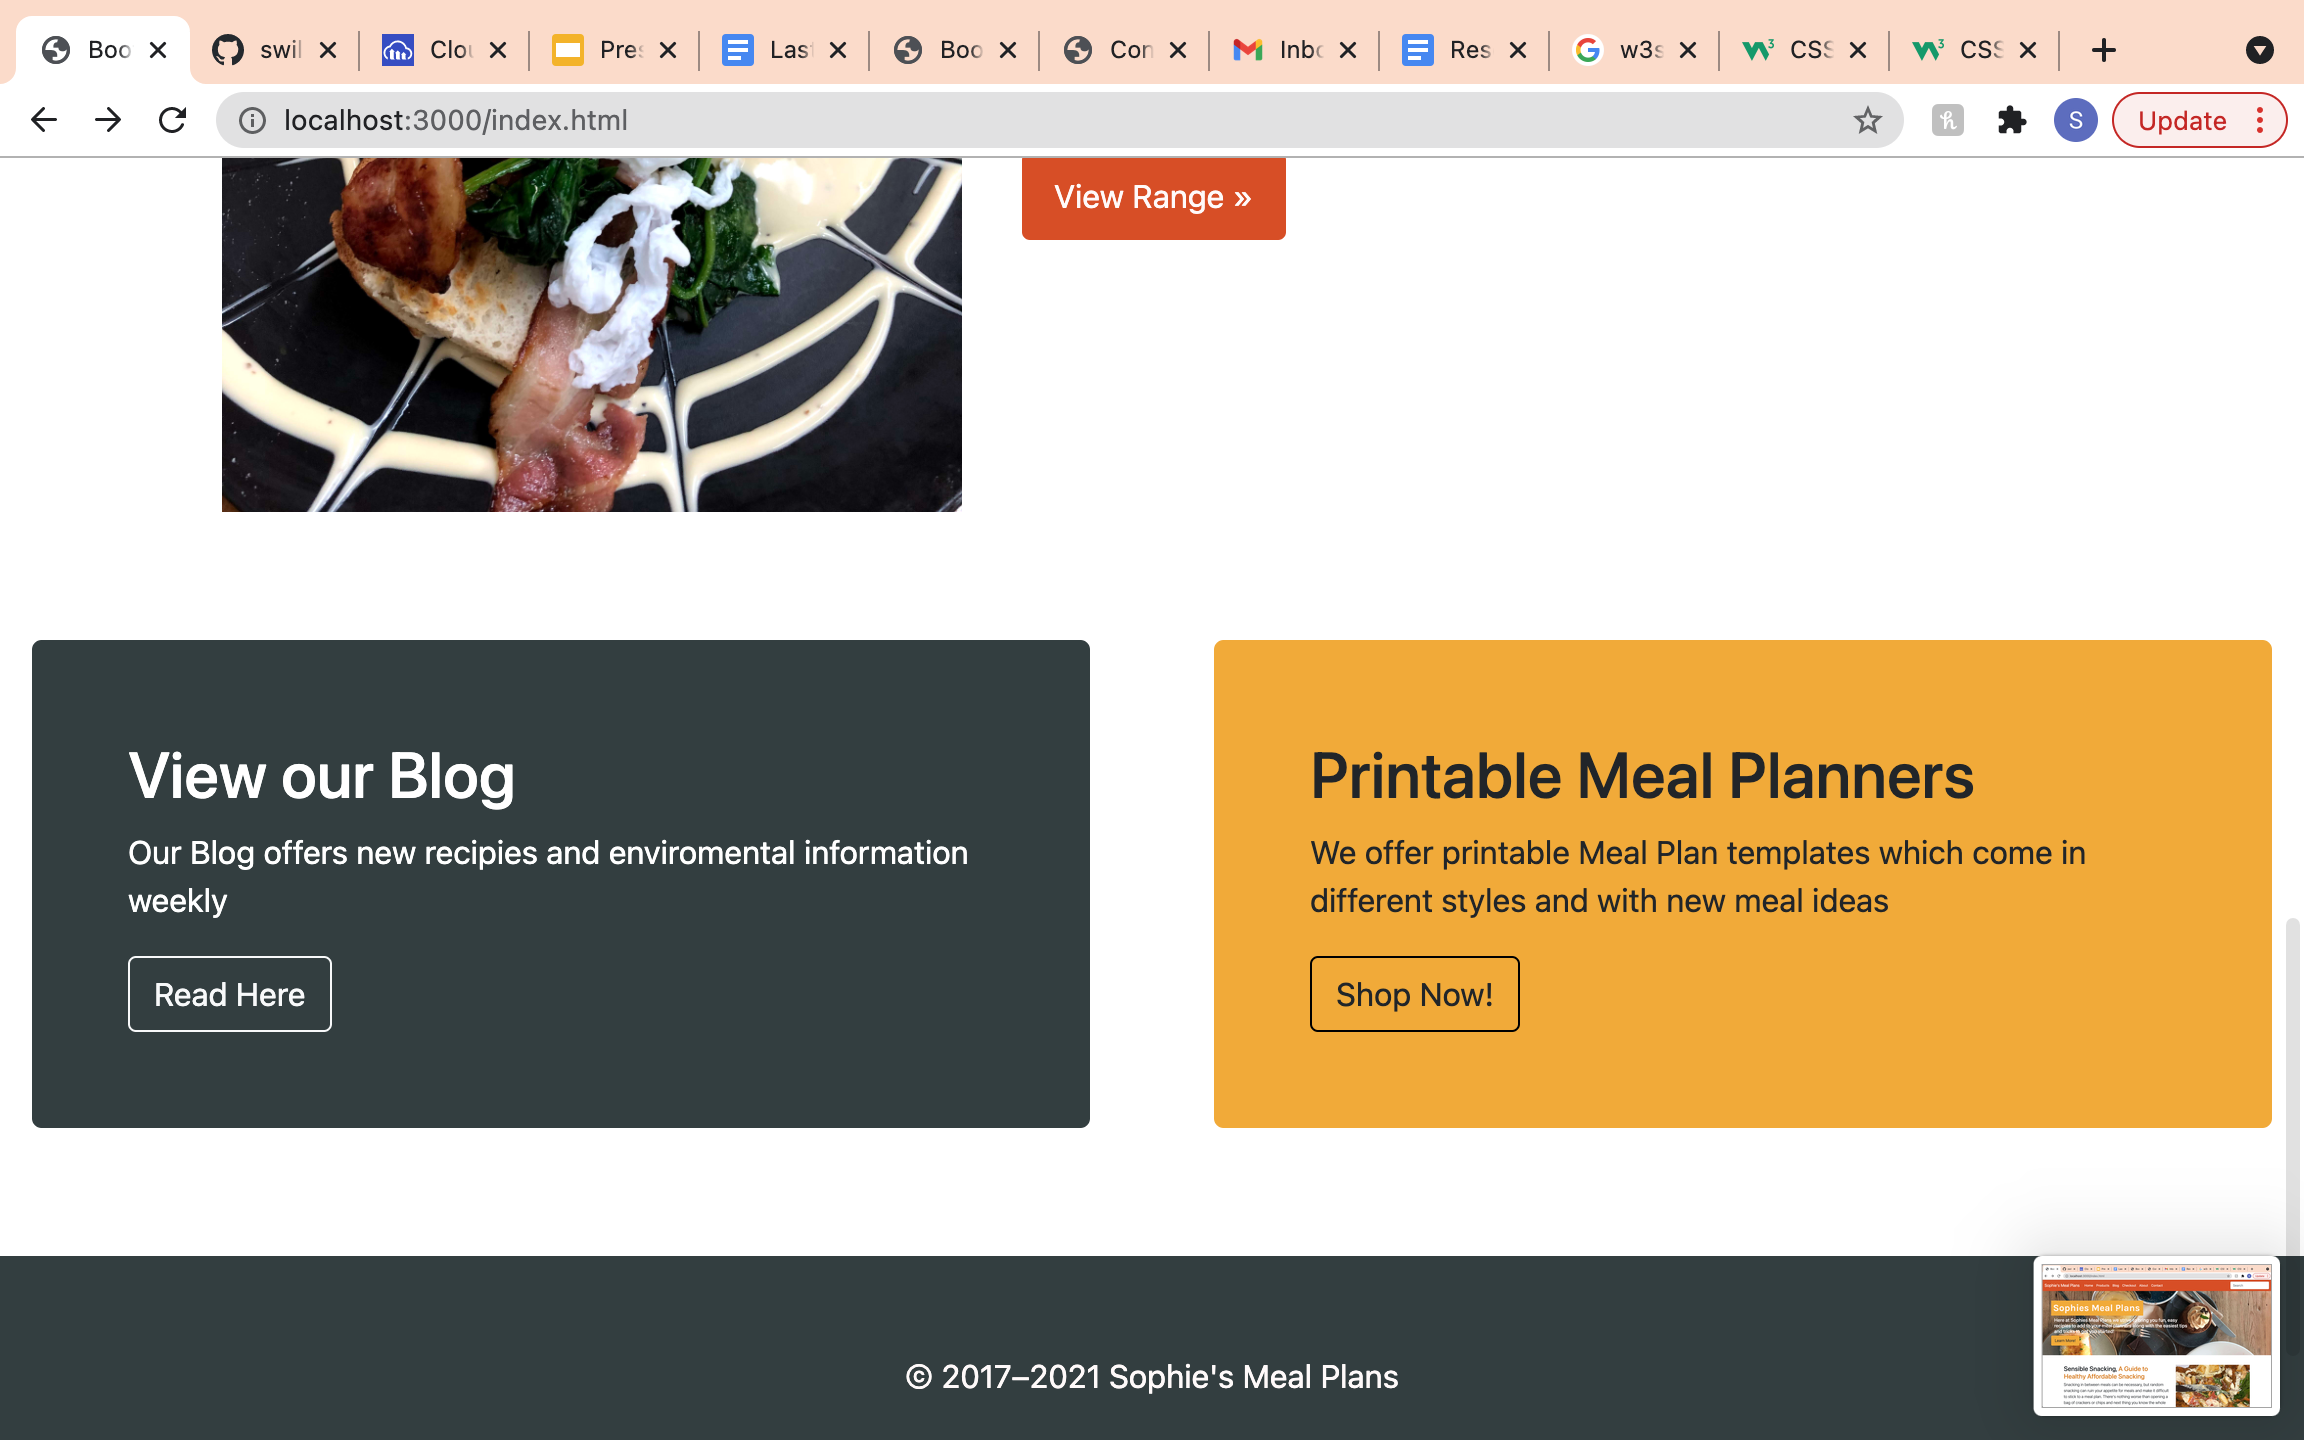 Boo swil Clou Pres Last Boo Con Inbo Res w3s CSS CSS
localhost:3000/index.html S Update
View Range »
View our Blog
Our Blog offers new recipies and enviromental information
weekly
Read Here
Printable Meal Planners
We offer printable Meal Plan templates which come in
different styles and with new meal ideas
Shop Now!
© 2017–2021 Sophie's Meal Plans
Sophies Meal Plans
Sensible Snacking, A Guide to
Healthy Affordable Snacking